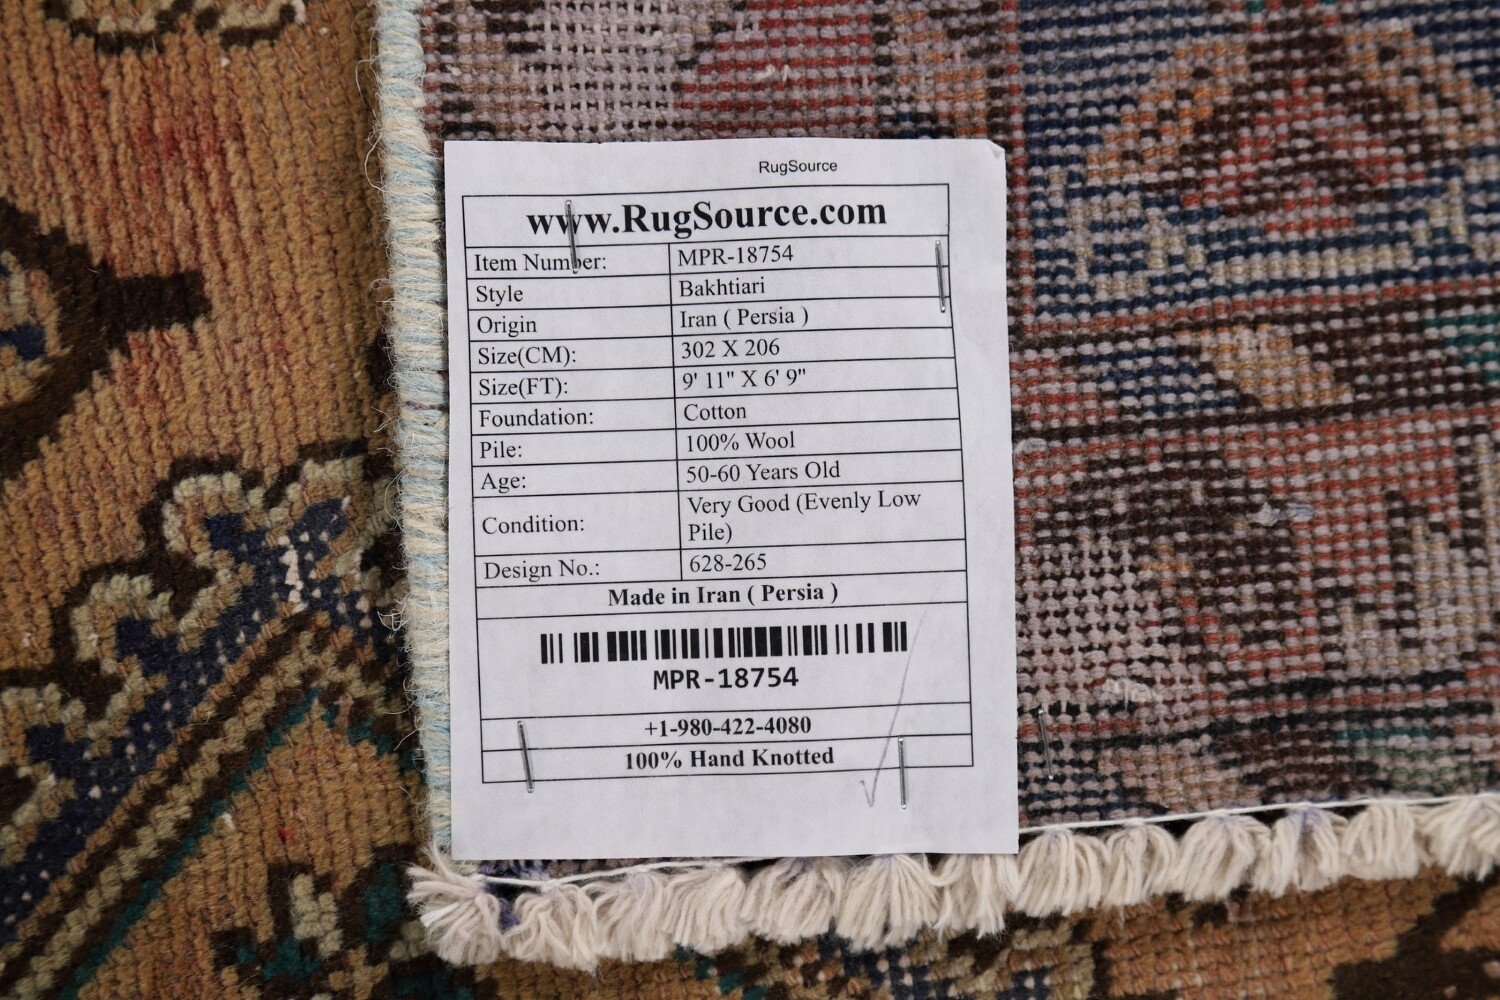 RugSource
www.RugSource.com
Item Number: MPR-18754
Style Bakhtiari
Origin Iran ( Persia )
Size(CM): 302 X 206
Size(FT): 9' 11" X 6' 9"
Foundation: Cotton
Pile: 100% Wool
Age: 50-60 Years Old
Condition: Very Good (Evenly Low
Pile)
Design No.: 628-265
Made in Iran ( Persia )
MPR-18754
+1-980-422-4080
100% Hand Knotted